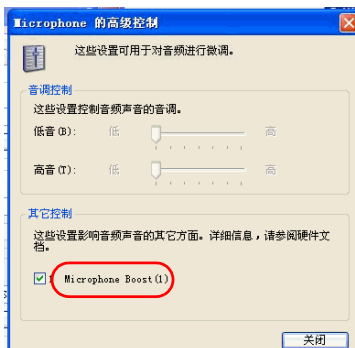 Microphone 的高级控制
这些设置可用于对音频进行微调。
音调控制
这些设置控制音频声音的音调。
低音(B): 低 高
高音(T): 低 高
其它控制
这些设置影响音频声音的其它方面。详细信息，请参阅硬件文
档。
1 Microphone Boost(1)
关闭